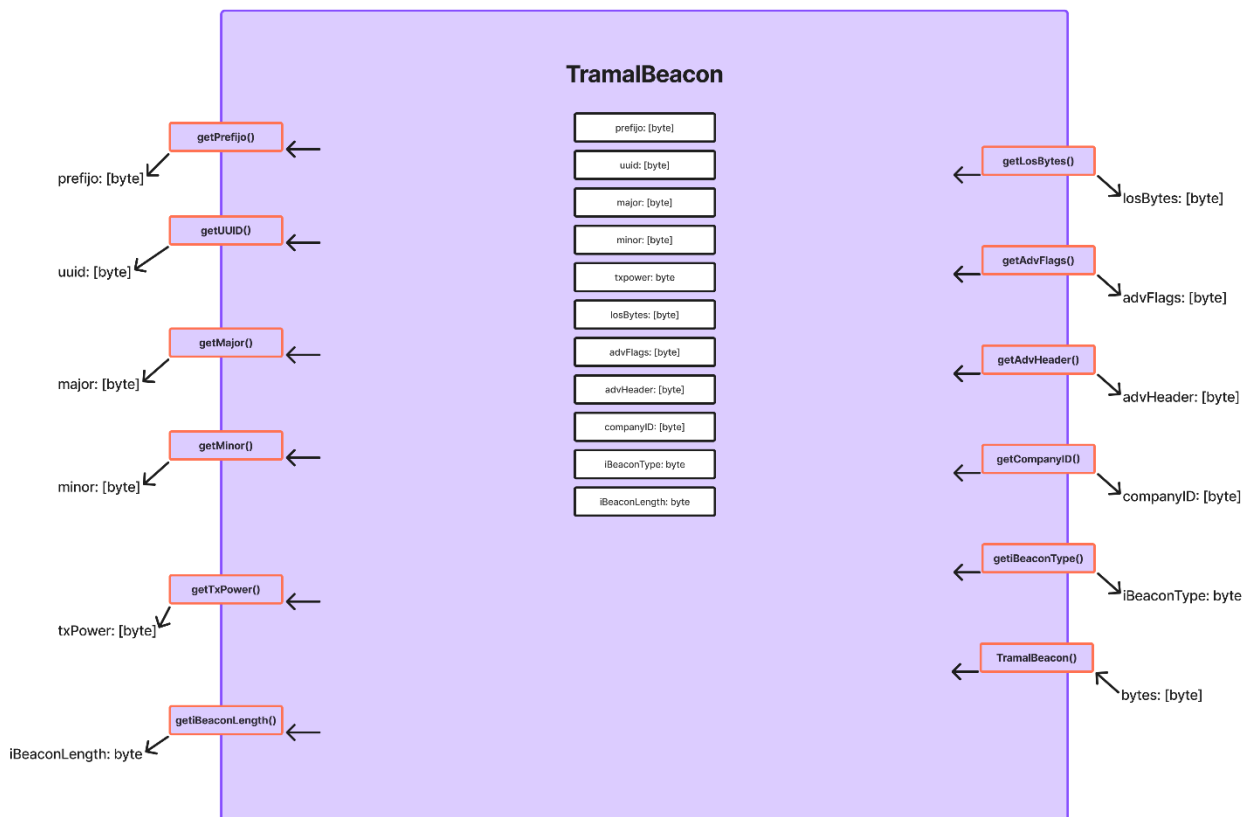 TramaIBeacon
prefijo: [byte]
uuid: [byte]
major: [byte]
minor: [byte]
txpower: byte
losBytes: [byte]
advFlags: [byte]
advHeader: [byte]
companyID: [byte]
iBeaconType: byte
iBeaconLength: byte
getPrefijo()
prefijo: [byte]
getUUID()
uuid: [byte]
getMajor()
major: [byte]
getMinor()
minor: [byte]
getTxPower()
txPower: [byte]
getiBeaconLength()
iBeaconLength: byte
getLosBytes()
losBytes: [byte]
getAdvFlags()
advFlags: [byte]
getAdvHeader()
advHeader: [byte]
getCompanyID()
companyID: [byte]
getiBeaconType()
iBeaconType: byte
TramaIBeacon()
bytes: [byte]